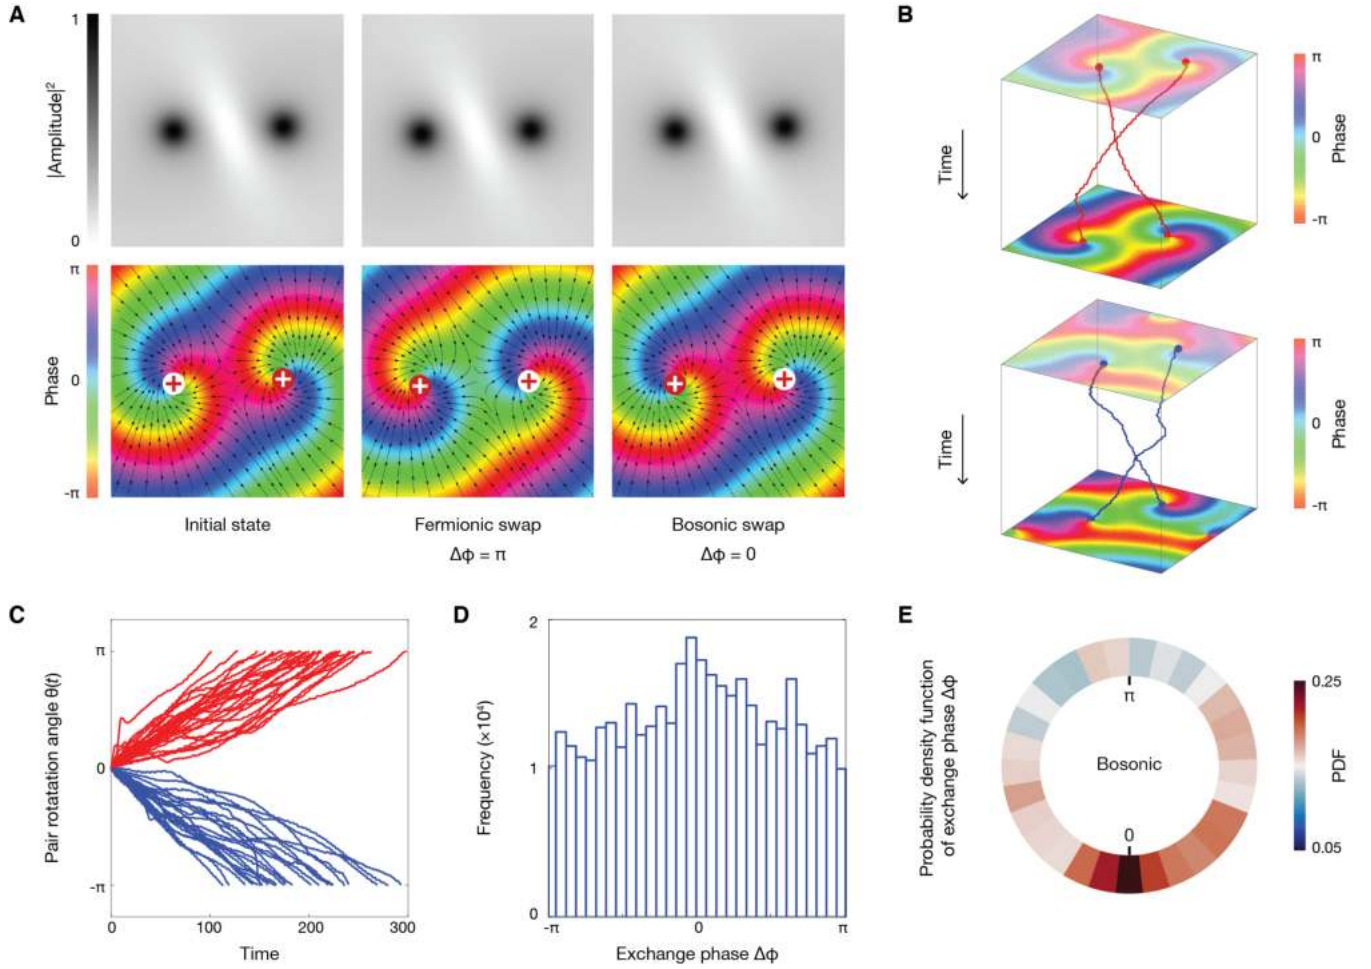 A
1
|Amplitude|²
0
π
Phase
0
-π
Initial state
Fermionic swap
Δϕ = π
Bosonic swap
Δϕ = 0
B
Time
π
0
-π
Phase
Time
π
0
-π
Phase
C
Pair rotatation angle θ(t)
π
0
-π
0
100
200
300
Time
D
Frequency (×10⁴)
2
1
0
-π
0
π
Exchange phase Δϕ
E
Probability density function
of exchange phase Δϕ
π
Bosonic
0
0.25
PDF
0.05